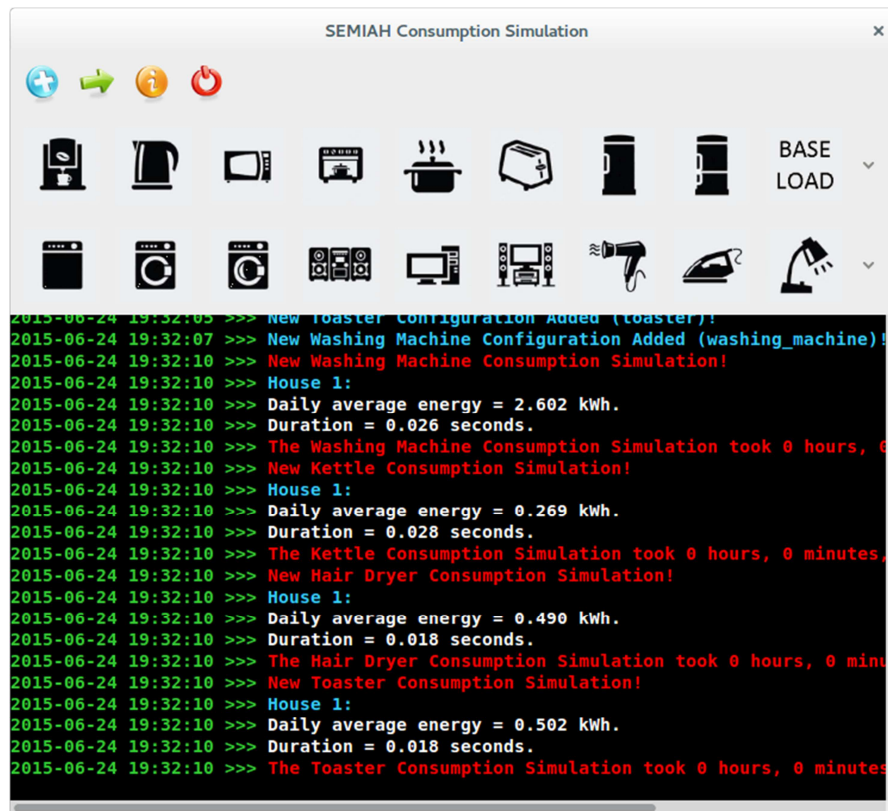 SEMIAH Consumption Simulation
BASE
LOAD
2015-06-24 19:32:05 >>> New Toaster Configuration Added (toaster)!
2015-06-24 19:32:07 >>> New Washing Machine Configuration Added (washing_machine)!
2015-06-24 19:32:10 >>> New Washing Machine Consumption Simulation!
2015-06-24 19:32:10 >>> House 1:
2015-06-24 19:32:10 >>> Daily average energy = 2.602 kWh.
2015-06-24 19:32:10 >>> Duration = 0.026 seconds.
2015-06-24 19:32:10 >>> The Washing Machine Consumption Simulation took 0 hours,
2015-06-24 19:32:10 >>> New Kettle Consumption Simulation!
2015-06-24 19:32:10 >>> House 1:
2015-06-24 19:32:10 >>> Daily average energy = 0.269 kWh.
2015-06-24 19:32:10 >>> Duration = 0.028 seconds.
2015-06-24 19:32:10 >>> The Kettle Consumption Simulation took 0 hours, 0 minutes,
2015-06-24 19:32:10 >>> New Hair Dryer Consumption Simulation!
2015-06-24 19:32:10 >>> House 1:
2015-06-24 19:32:10 >>> Daily average energy = 0.490 kWh.
2015-06-24 19:32:10 >>> Duration = 0.018 seconds.
2015-06-24 19:32:10 >>> The Hair Dryer Consumption Simulation took 0 hours, 0 minu
2015-06-24 19:32:10 >>> New Toaster Consumption Simulation!
2015-06-24 19:32:10 >>> House 1:
2015-06-24 19:32:10 >>> Daily average energy = 0.502 kWh.
2015-06-24 19:32:10 >>> Duration = 0.018 seconds.
2015-06-24 19:32:10 >>> The Toaster Consumption Simulation took 0 hours, 0 minutes